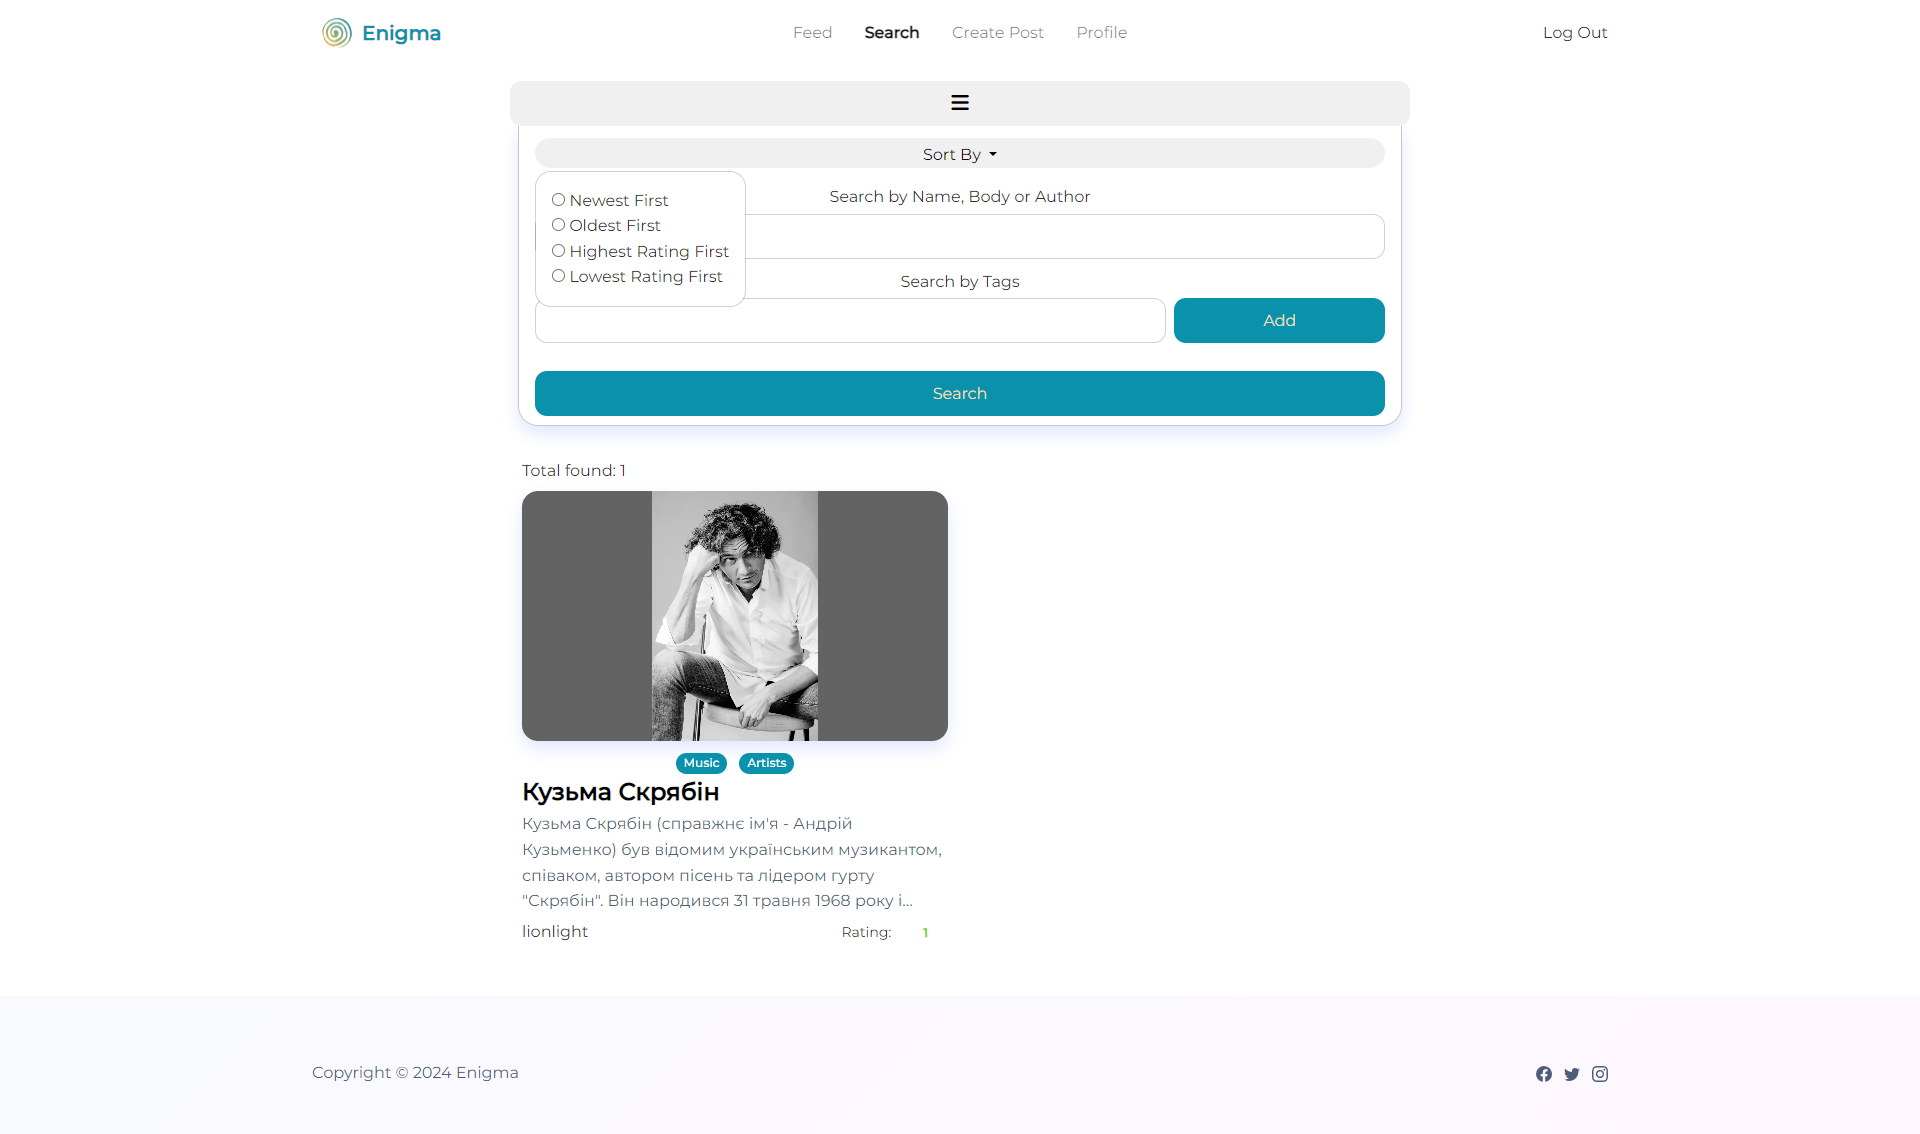 Enigma
Feed
Search
Create Post
Profile
Log Out
Sort By
Newest First
Oldest First
Highest Rating First
Lowest Rating First
Search by Name, Body or Author
Search by Tags
Add
Search
Total found: 1
Music
Artists
Кузьма Скрябін
Кузьма Скрябін (справжнє ім'я - Андрій
Кузьменко) був відомим українським музикантом,
співаком, автором пісень та лідером гурту
"Скрябін". Він народився 31 травня 1968 року і...
lionlight
Rating: 1
Copyright © 2024 Enigma